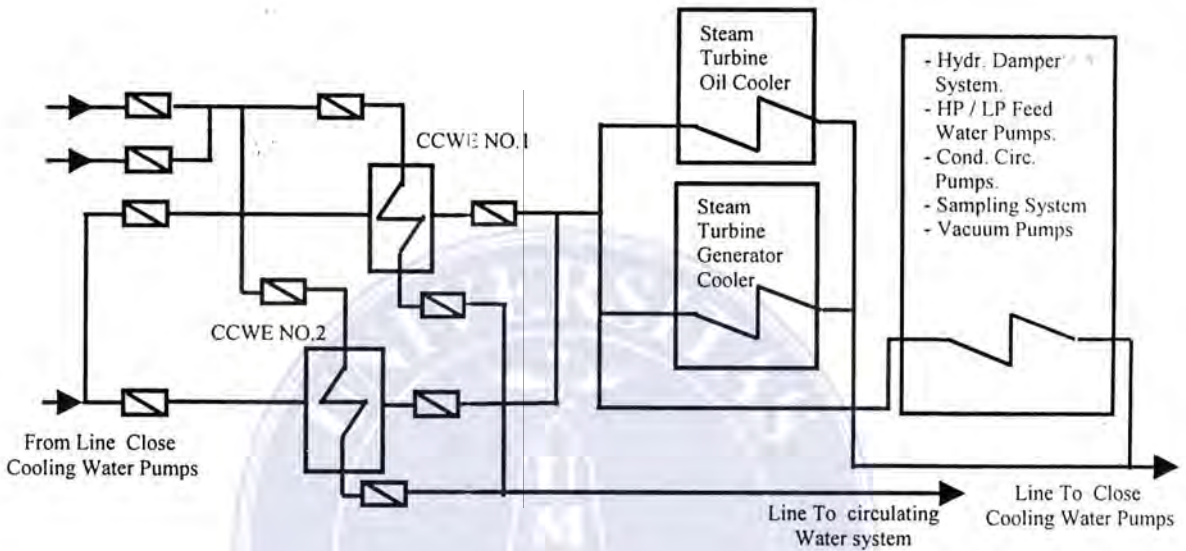 Steam
Turbine
Oil Cooler
- Hydr. Damper
System.
- HP / LP Feed
Water Pumps.
- Cond. Circ.
Pumps.
- Sampling System
- Vacuum Pumps
CCWE NO.1
Steam
Turbine
Generator
Cooler
CCWE NO.2
From Line Close
Cooling Water Pumps
Line To circulating
Water system
Line To Close
Cooling Water Pumps